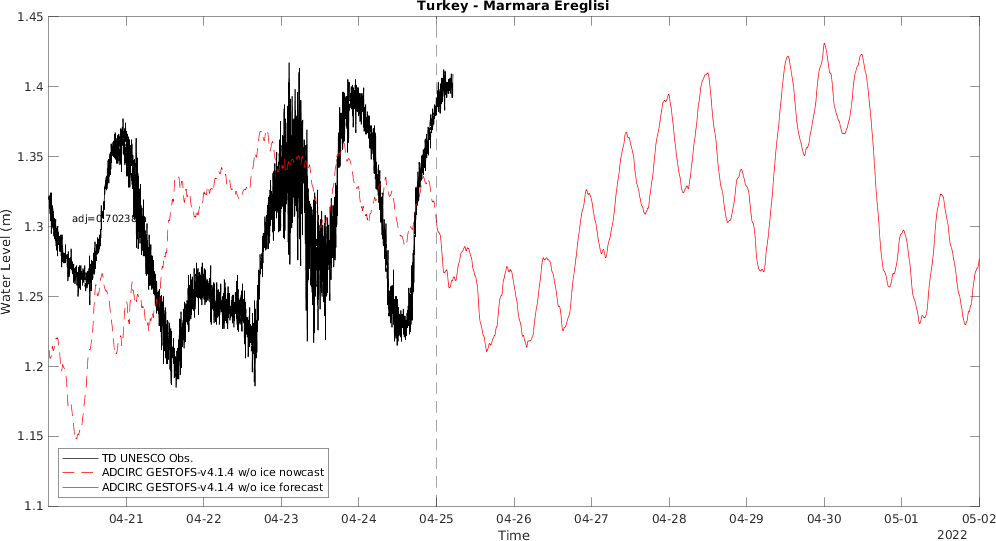 Turkey - Marmara Ereglisi
1.45
1.4
1.35
1.3
1.25
1.2
1.15
1.1
Water Level (m)
adj=0.70238
TD UNESCO Obs.
ADCIRC GESTOFS-v4.1.4 w/o ice nowcast
ADCIRC GESTOFS-v4.1.4 w/o ice forecast
04-21 04-22 04-23 04-24 04-25 04-26 04-27 04-28 04-29 04-30 05-01 05-02
Time
2022